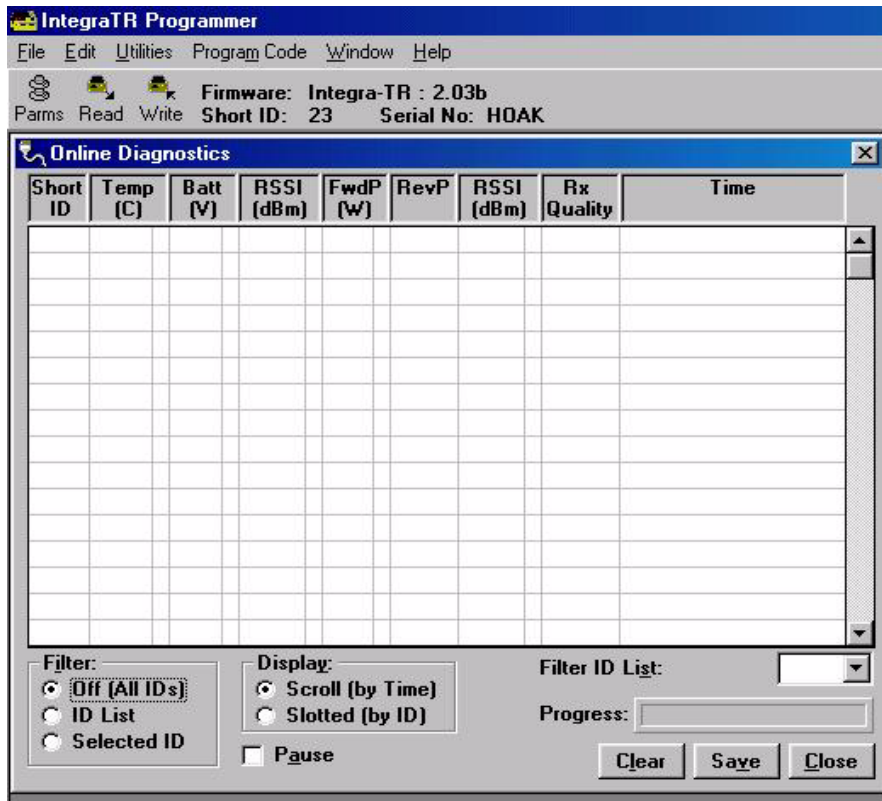 IntegraTR Programmer
File Edit Utilities Program Code Window Help
Parms Read Write
Firmware: Integra-TR : 2.03b
Short ID: 23 Serial No: HOAK
Online Diagnostics
Short ID Temp (C) Batt (V) RSSI (dBm) FwdP (W) RevP RSSI (dBm) Rx Quality Time
Filter:
Off (All IDs)
ID List
Selected ID
Display:
Scroll (by Time)
Slotted (by ID)
Pause
Filter ID List:
Progress:
Clear Save Close